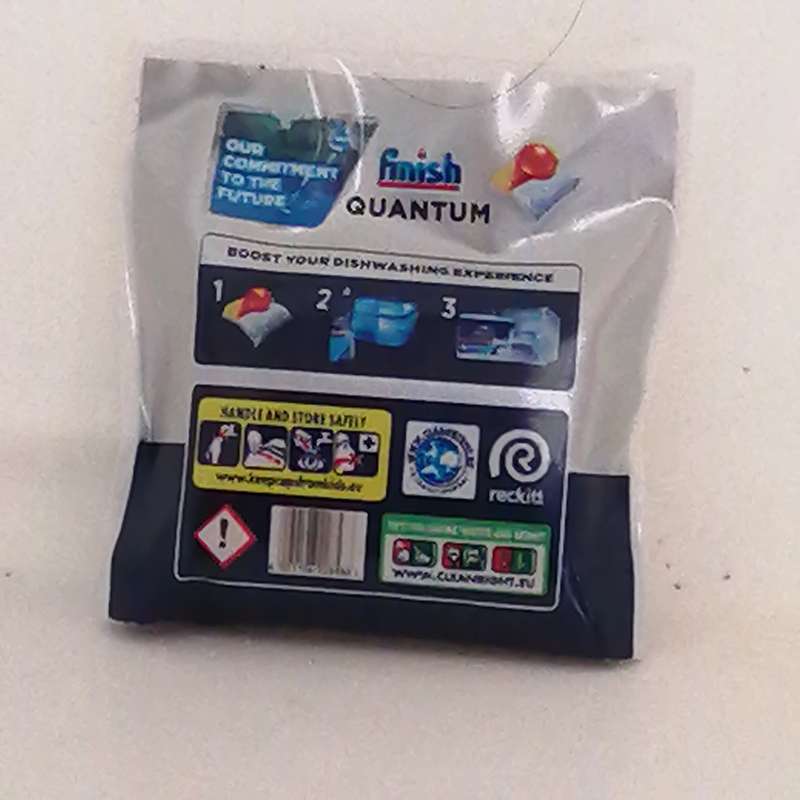 OUR
COMMITMENT
TO THE
FUTURE
finish
QUANTUM
BOOST YOUR DISHWASHING EXPERIENCE
1
2
3
HANDLE AND STORE SAFELY
www.keepcapsfromkids.eu
reckitt
WWW.CLEANRIGHT.EU